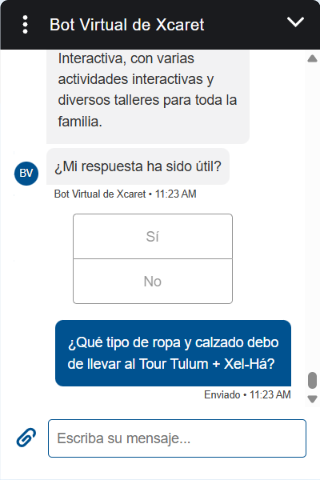 Bot Virtual de Xcaret
Interactiva, con varias
actividades interactivas y
diversos talleres para toda la
familia.
¿Mi respuesta ha sido útil?
BV
Bot Virtual de Xcaret • 11:23 AM
Sí
No
¿Qué tipo de ropa y calzado debo
de llevar al Tour Tulum + Xel-Há?
Enviado • 11:23 AM
Escriba su mensaje...